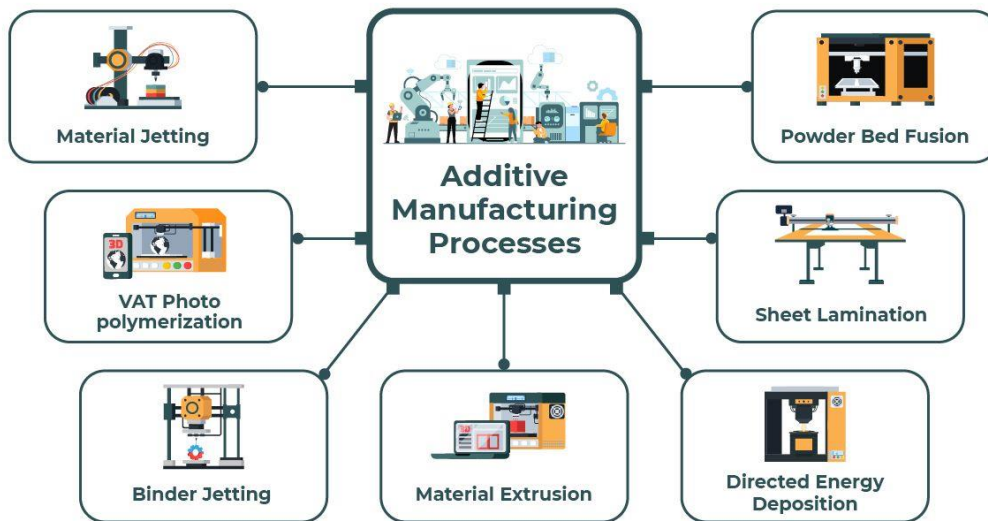 Additive
Manufacturing
Processes
Material Jetting
Powder Bed Fusion
3D
VAT Photo
polymerization
Sheet Lamination
Binder Jetting
Material Extrusion
Directed Energy
Deposition